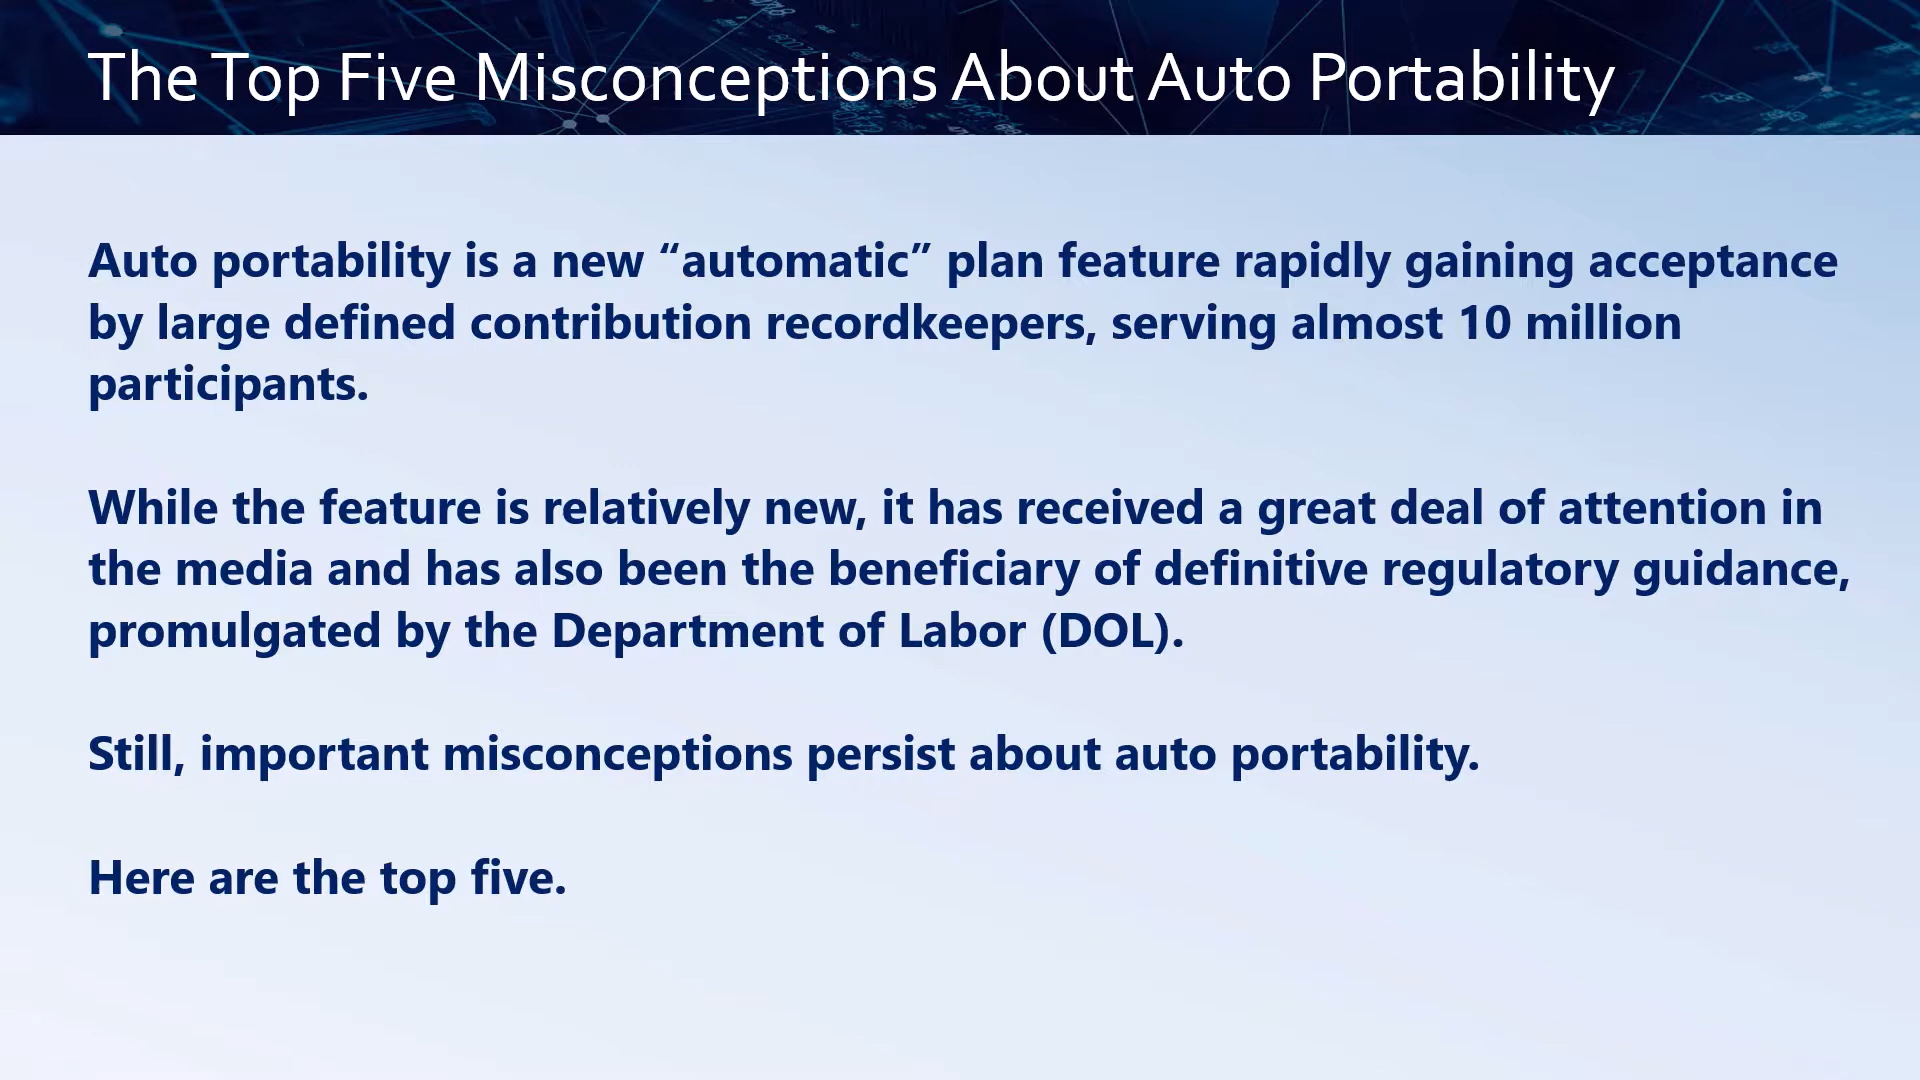 The Top Five Misconceptions About Auto Portability
Auto portability is a new “automatic” plan feature rapidly gaining acceptance
by large defined contribution recordkeepers, serving almost 10 million
participants.
While the feature is relatively new, it has received a great deal of attention in
the media and has also been the beneficiary of definitive regulatory guidance,
promulgated by the Department of Labor (DOL).
Still, important misconceptions persist about auto portability.
Here are the top five.